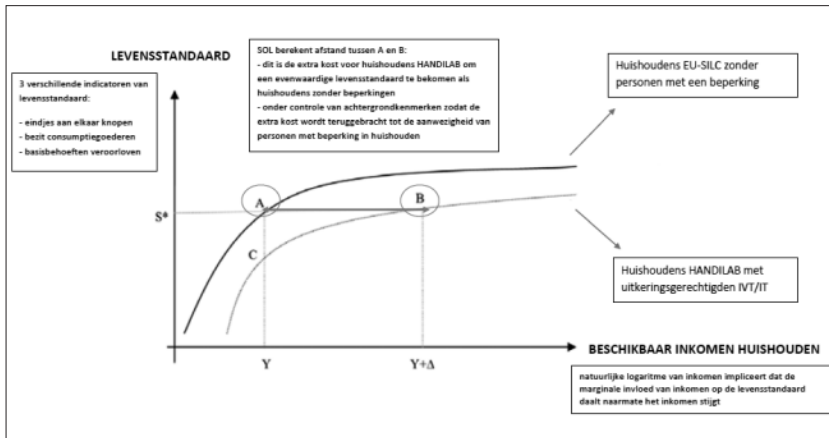 LEVENSSTANDAARD
3 verschillende indicatoren van
levensstandaard:
- eindjes aan elkaar knopen
- bezit consumptiegoederen
- basisbehoeften veroorloven
SOL berekent afstand tussen A en B:
- dit is de extra kost voor huishoudens HANDILAB om
een evenwaardige levensstandaard te bekomen als
huishoudens zonder beperkingen
- onder controle van achtergrondkenmerken zodat de
extra kost wordt teruggebracht tot de aanwezigheid van
personen met beperking in huishouden
Huishoudens EU-SILC zonder
personen met een beperking
A
B
S*
C
Huishoudens HANDILAB met
uitkeringsgerechtigden IVT/IT
Y
Y+Δ
BESCHIKBAAR INKOMEN HUISHOUDEN
natuurlijke logaritme van inkomen impliceert dat de
marginale invloed van inkomen op de levensstandaard
daalt naarmate het inkomen stijgt